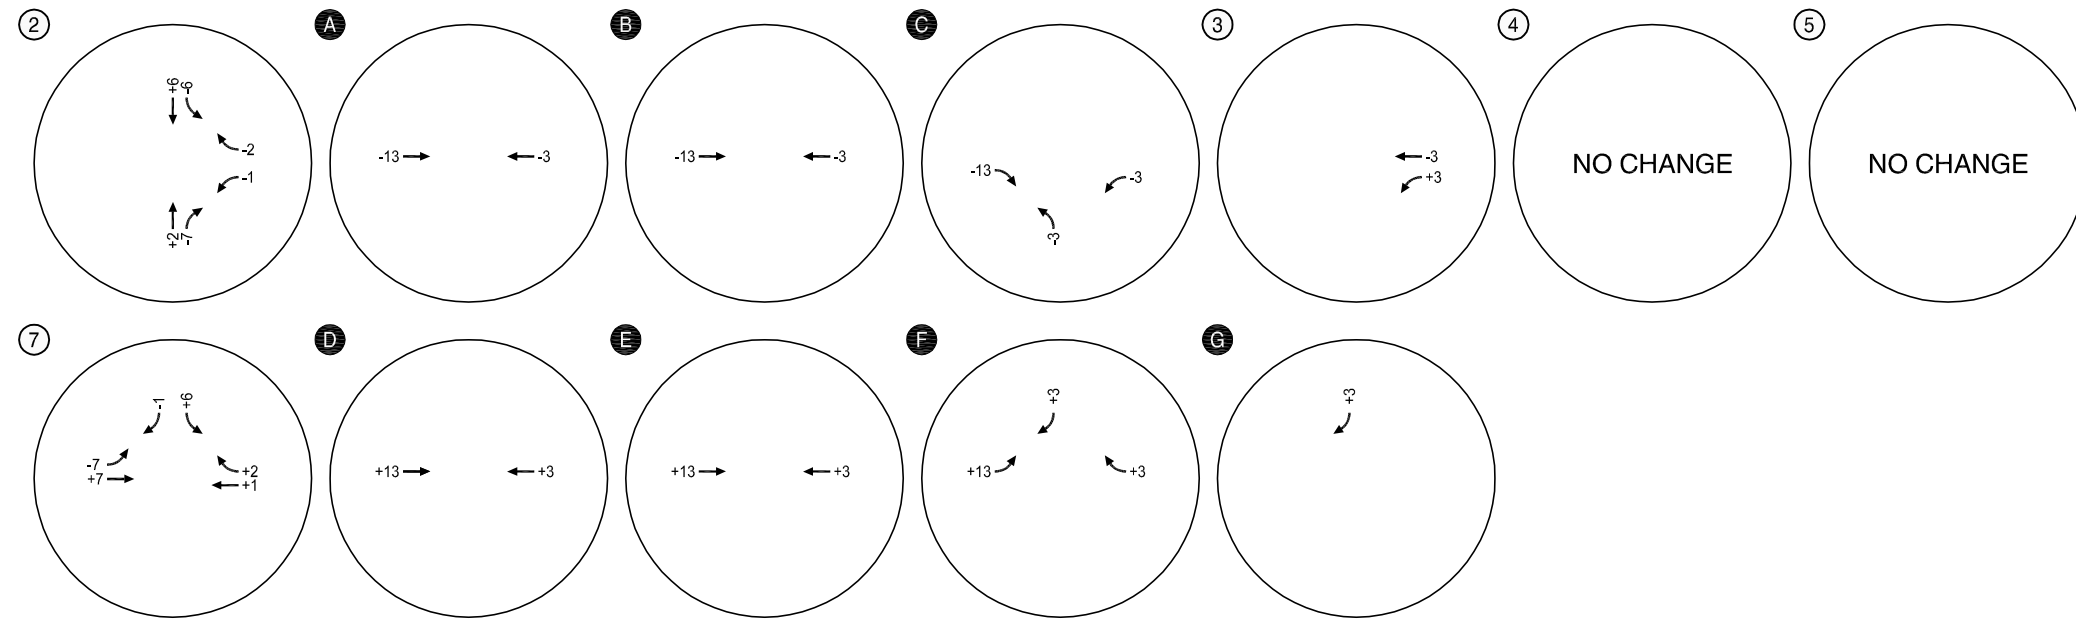 2 A B C 3 4 5
+6 -6 -2 -1 +2 -7
-13 -3
-13 -3
-13 -3 -3
-3 +3
NO CHANGE
NO CHANGE
7 D E F G
-1 +6 -7 +7 +2 +1
+13 +3
+13 +3
+3 +13 +3
+3